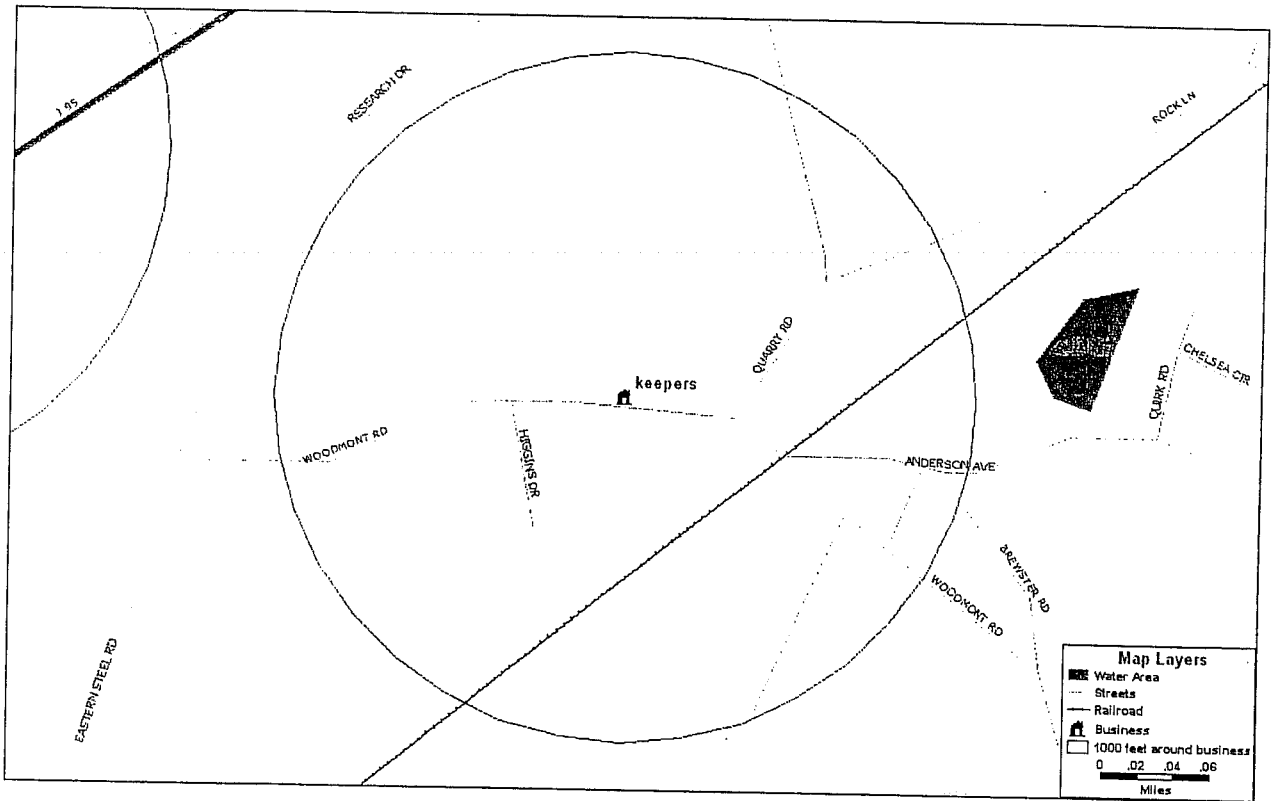 I 95
RESEARCH DR
ROCK LN
QUARRY RD
CHELSEA CIR
CLARK RD
keepers
WOODMONT RD
HIGGINS DR
ANDERSON AVE
BREWSTER RD
WOODMONT RD
EASTERN STEEL RD
Map Layers
Water Area
Streets
Railroad
Business
1000 feet around business
0 .02 .04 .06
Miles